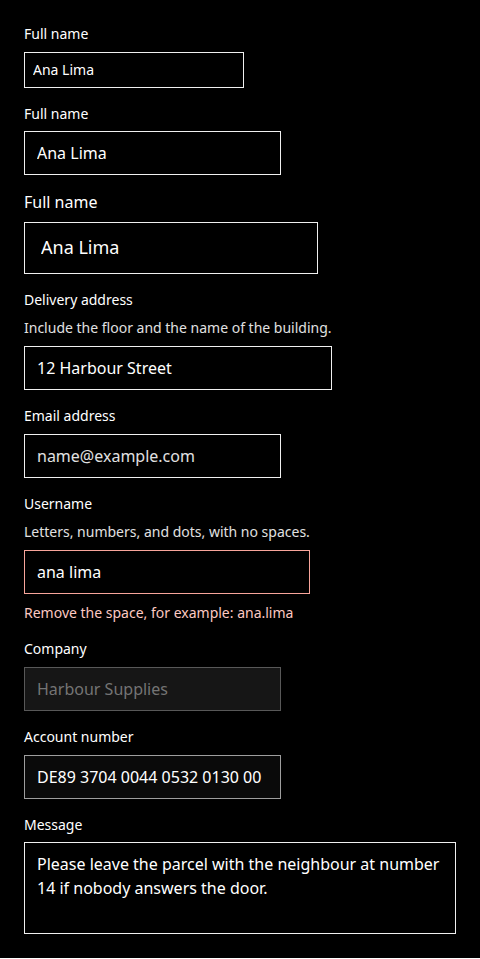 Full name
Ana Lima
Full name
Ana Lima
Full name
Ana Lima
Delivery address
Include the floor and the name of the building.
12 Harbour Street
Email address
name@example.com
Username
Letters, numbers, and dots, with no spaces.
ana lima
Remove the space, for example: ana.lima
Company
Harbour Supplies
Account number
DE89 3704 0044 0532 0130 00
Message
Please leave the parcel with the neighbour at number
14 if nobody answers the door.